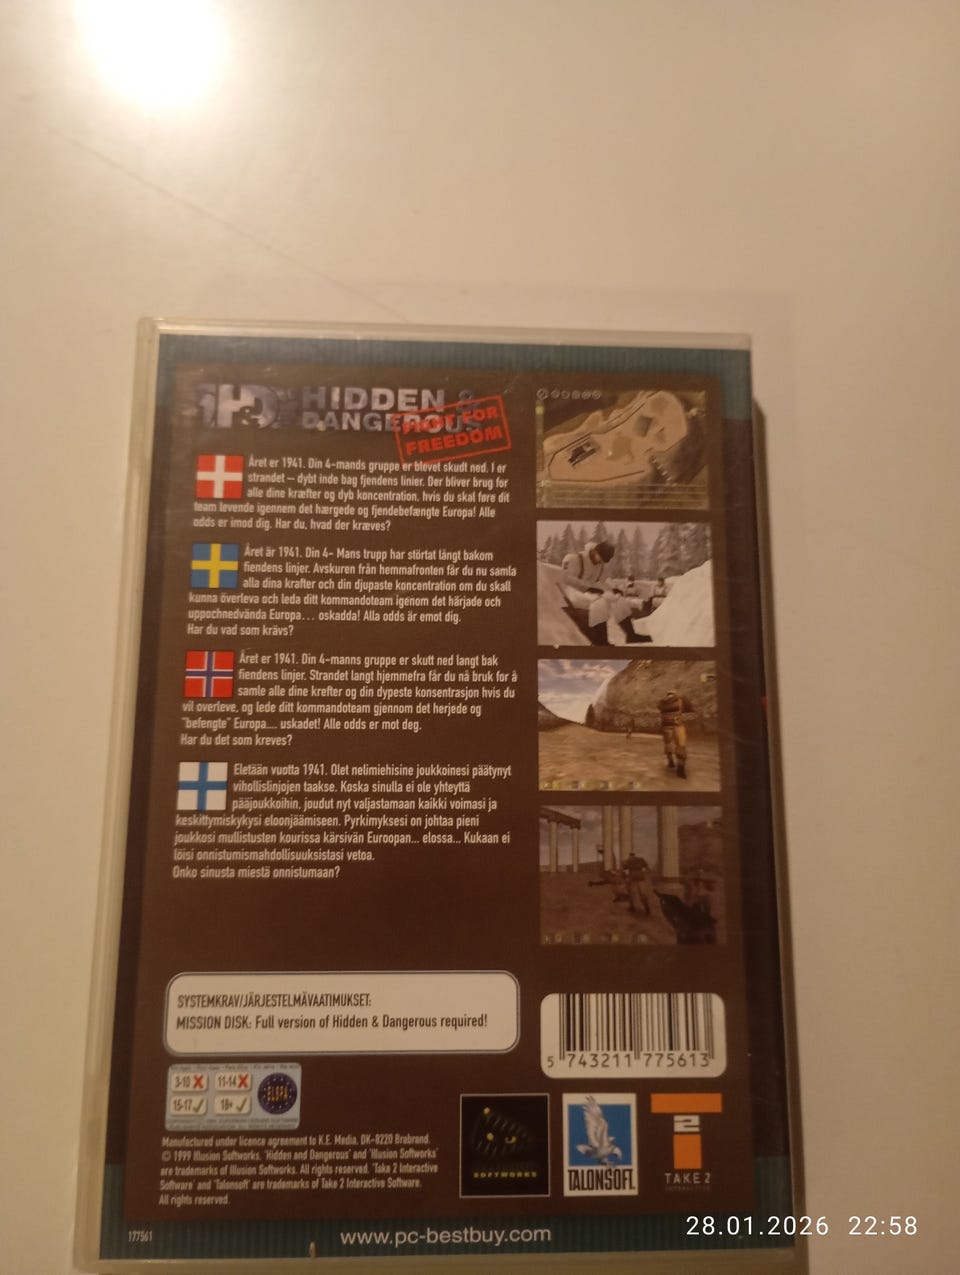 HD
HIDDEN &
DANGEROUS
FIGHT FOR
FREEDOM
Året er 1941. Din 4-mands gruppe er blevet skudt ned. I er
strandet – dybt inde bag fjendens linier. Der bliver brug for
alle dine kræfter og dyb koncentration, hvis du skal føre dit
team levende igennem det hærgede og fjendebefængte Europa! Alle
odds er imod dig. Har du, hvad der kræves?
Året är 1941. Din 4- Mans trupp har störtat långt bakom
fiendens linjer. Avskuren från hemmafronten får du nu samla
alla dina krafter och din djupaste koncentration om du skall
kunna överleva och leda ditt kommandoteam igenom det härjade och
uppochnedvända Europa... oskadda! Alla odds är emot dig.
Har du vad som krävs?
Året er 1941. Din 4-manns gruppe er skutt ned langt bak
fiendens linjer. Strandet langt hjemmefra får du nå bruk for å
samle alle dine krefter og din dypeste konsentrasjon hvis du
vil overleve, og lede ditt kommandoteam gjennom det herjede og
"befengte" Europa.... uskadet! Alle odds er mot deg.
Har du det som kreves?
Eletään vuotta 1941. Olet nelimiehisine joukkoinesi päätynyt
vihollislinjojen taakse. Koska sinulla ei ole yhteyttä
pääjoukkoihin, joudut nyt valjastamaan kaikki voimasi ja
keskittymiskykysi eloonjäämiseen. Pyrkimyksesi on johtaa pieni
joukkosi mullistusten kourissa kärsivän Euroopan... elossa... Kukaan ei
löisi onnistumismahdollisuuksistasi vetoa.
Onko sinusta miestä onnistumaan?
SYSTEMKRAV/JÄRJESTELMÄVAATIMUKSET:
MISSION DISK: Full version of Hidden & Dangerous required!
5 743211 775613
3-10 11-14
15-17 18+
ELSPA
Manufactured under licence agreement to K.E. Media. DK-8220 Brabrand.
© 1999 Illusion Softworks. 'Hidden and Dangerous' and 'Illusion Softworks'
are trademarks of Illusion Softworks. All rights reserved. 'Take 2 Interactive
Software' and 'Talonsoft' are trademarks of Take 2 Interactive Software.
All rights reserved.
SOFTWORKS
TALONSOFT
T2
TAKE 2
INTERACTIVE
177561
www.pc-bestbuy.com
28.01.2026 22:58